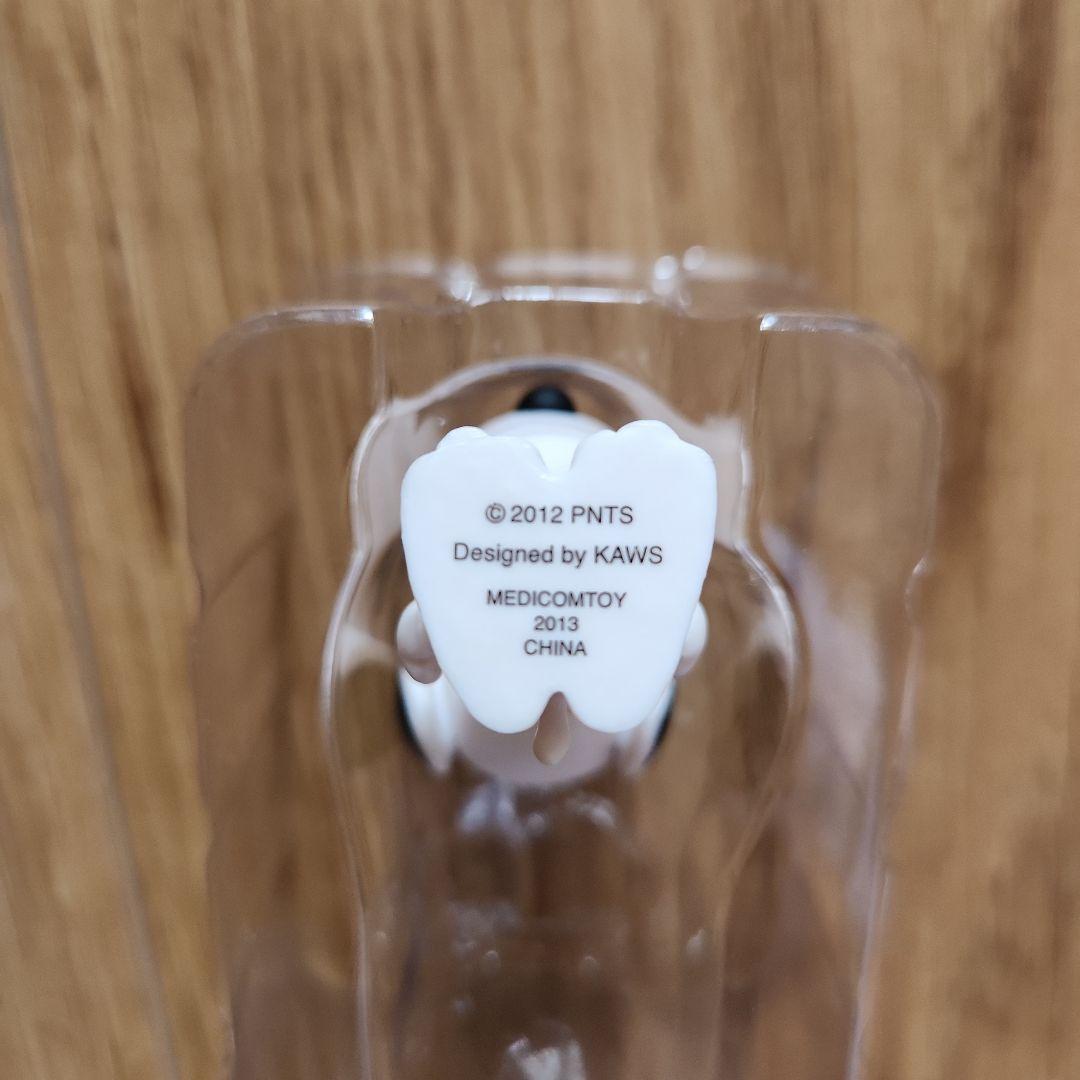 © 2012 PNTS
Designed by KAWS
MEDICOMTOY
2013
CHINA